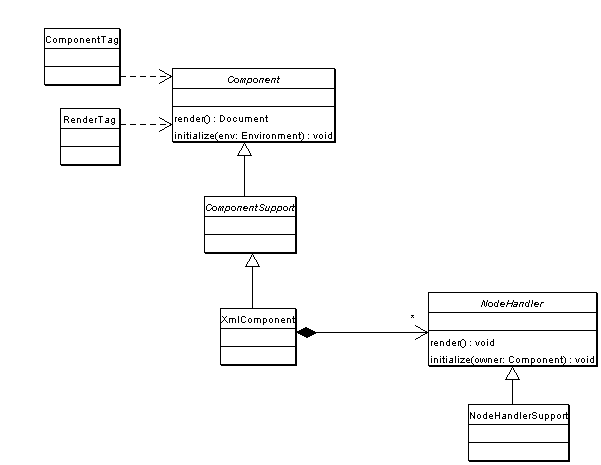 ComponentTag
Component
render() : Document
initialize(env: Environment) : void
RenderTag
ComponentSupport
XmlComponent
*
NodeHandler
render() : void
initialize(owner: Component) : void
NodeHandlerSupport